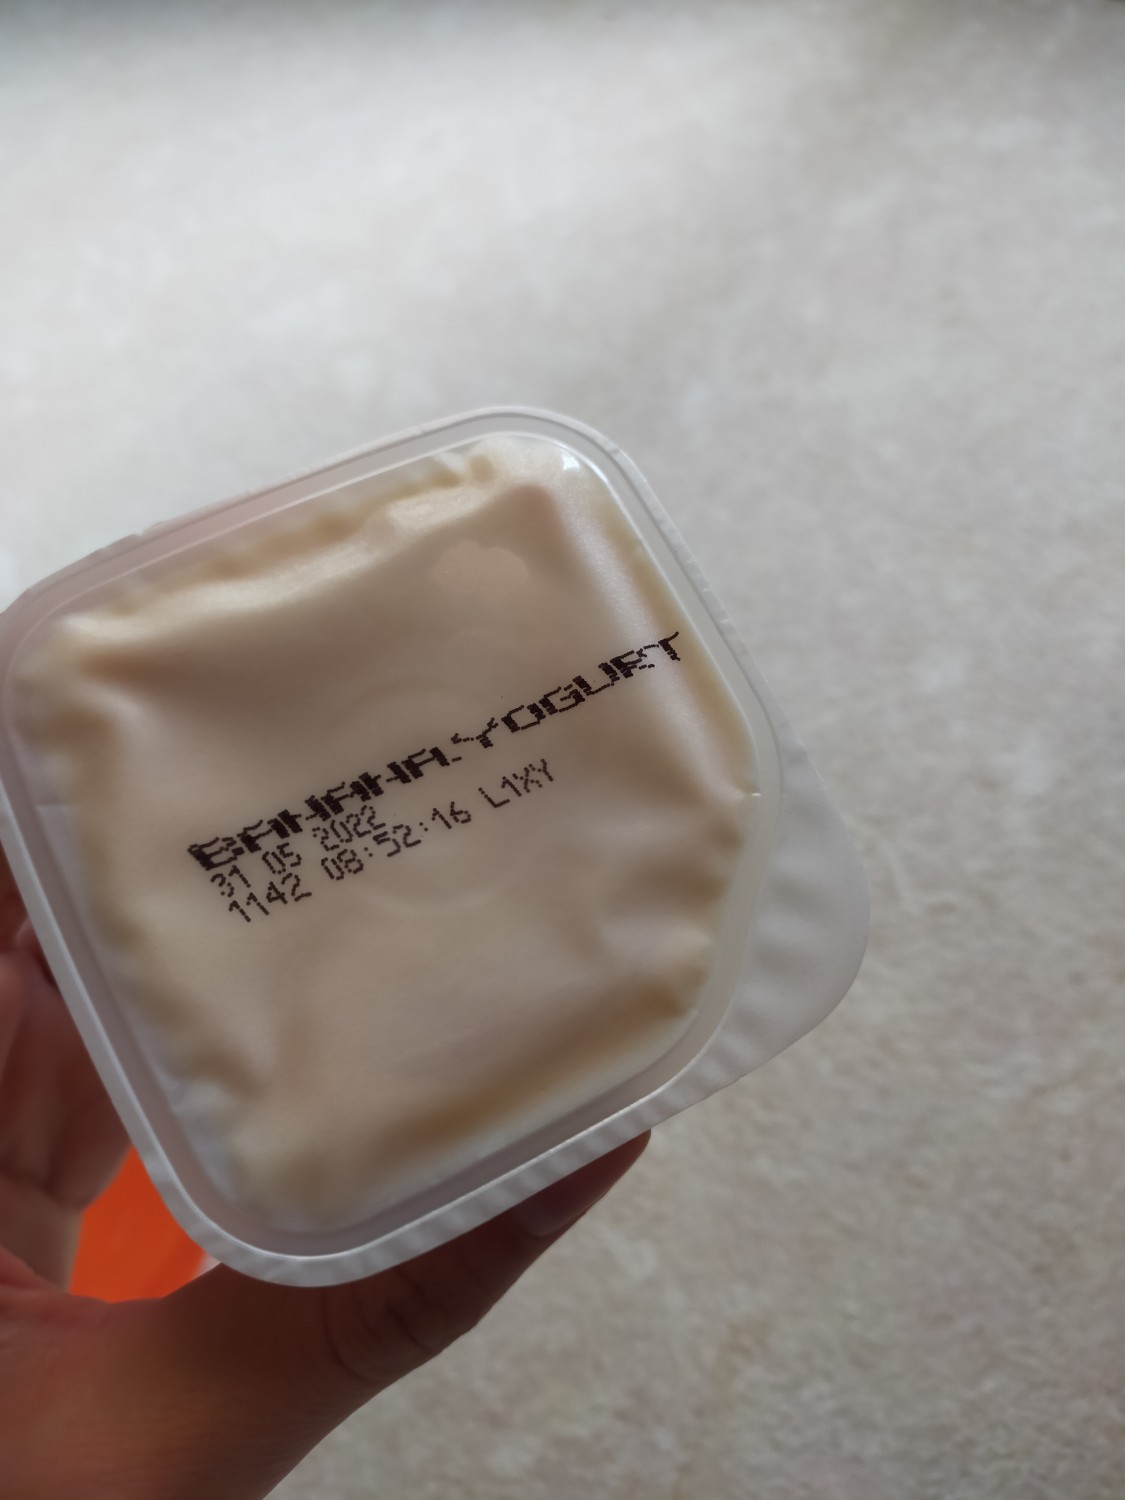 BANANA.YOGURT
31 05 2022
1142 08:52:16 L1XY